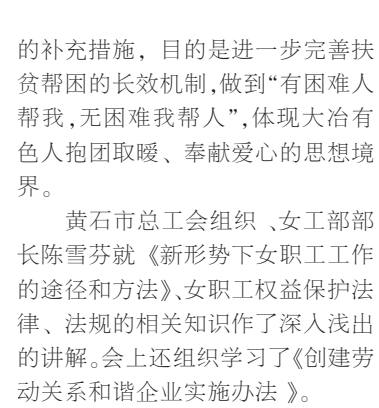 的补充措施，目的是进一步完善扶
贫帮困的长效机制,做到“有困难人
帮我,无困难我帮人”,体现大冶有
色人抱团取暖、奉献爱心的思想境
界。
黄石市总工会组织 、女工部部
长陈雪芬就《新形势下女职工工作
的途径和方法》、女职工权益保护法
律、法规的相关知识作了深入浅出
的讲解。会上还组织学习了《创建劳
动关系和谐企业实施办法 》。